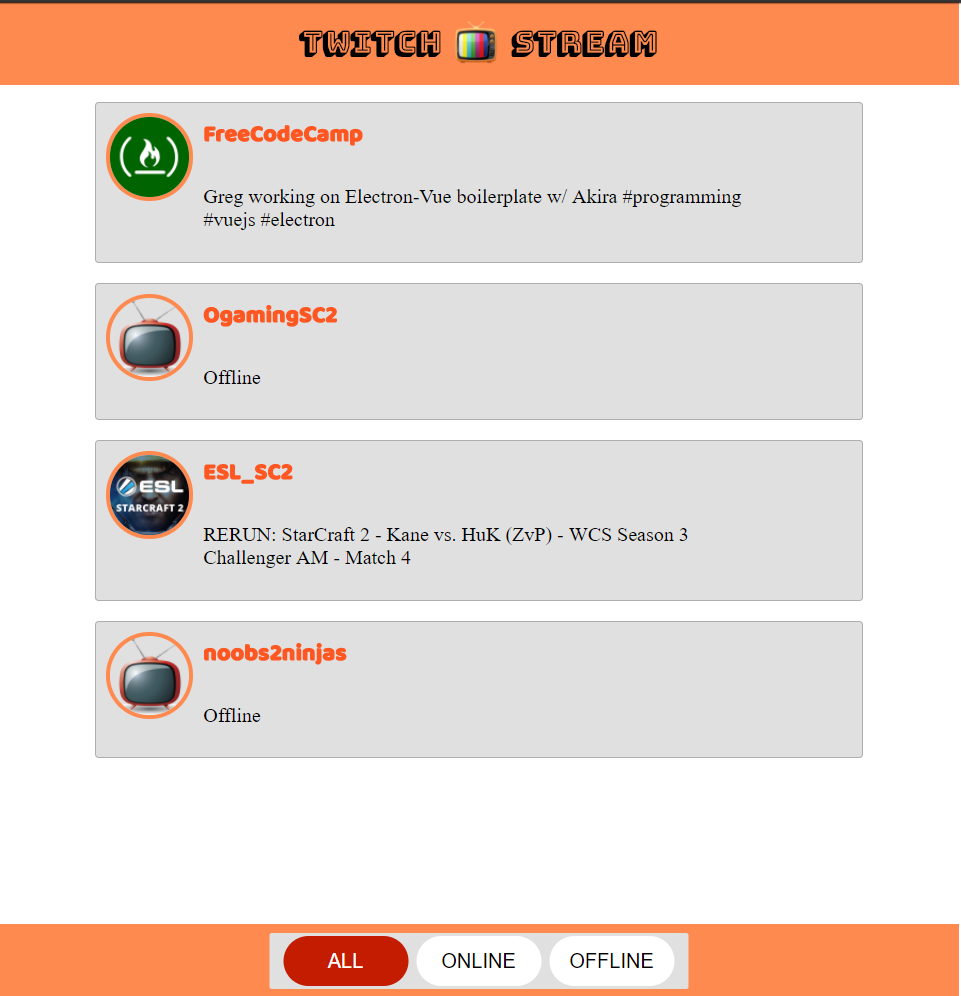 TWITCH STREAM
FreeCodeCamp
Greg working on Electron-Vue boilerplate w/ Akira #programming
#vuejs #electron
OgamingSC2
Offline
ESL
STARCRAFT 2
ESL_SC2
RERUN: StarCraft 2 - Kane vs. HuK (ZvP) - WCS Season 3
Challenger AM - Match 4
noobs2ninjas
Offline
ALL ONLINE OFFLINE